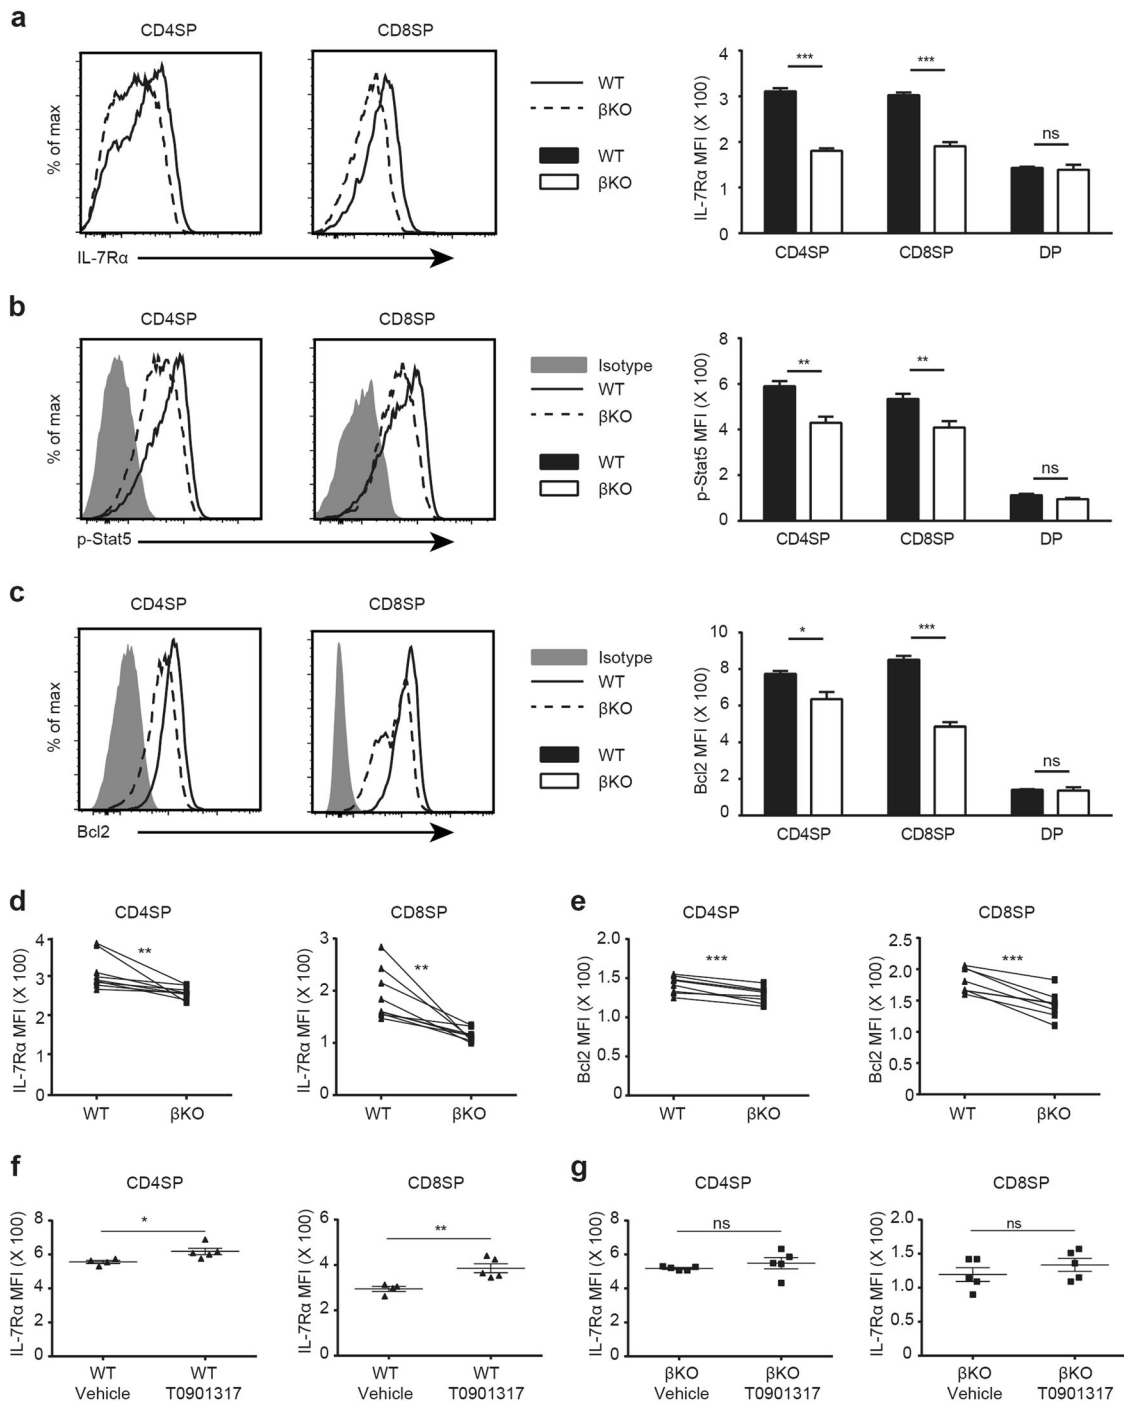 a
CD4SP
CD8SP
% of max
IL-7Rα
WT
βKO
WT
βKO
IL-7Rα MFI (X 100)
4
3
2
1
0
***
***
ns
CD4SP
CD8SP
DP
b
CD4SP
CD8SP
% of max
p-Stat5
Isotype
WT
βKO
WT
βKO
p-Stat5 MFI (X 100)
8
6
4
2
0
**
**
ns
CD4SP
CD8SP
DP
c
CD4SP
CD8SP
% of max
Bcl2
Isotype
WT
βKO
WT
βKO
Bcl2 MFI (X 100)
10
8
6
4
2
0
*
***
ns
CD4SP
CD8SP
DP
d
CD4SP
IL-7Rα MFI (X 100)
4
3
2
1
0
**
WT
βKO
CD8SP
IL-7Rα MFI (X 100)
3
2
1
0
**
WT
βKO
e
CD4SP
Bcl2 MFI (X 100)
2.0
1.5
1.0
0.5
0
***
WT
βKO
CD8SP
Bcl2 MFI (X 100)
2.5
2.0
1.5
1.0
0.5
0
***
WT
βKO
f
CD4SP
IL-7Rα MFI (X 100)
8
6
4
2
0
*
WT
Vehicle
WT
T0901317
CD8SP
IL-7Rα MFI (X 100)
6
4
2
0
**
WT
Vehicle
WT
T0901317
g
CD4SP
IL-7Rα MFI (X 100)
8
6
4
2
0
ns
βKO
Vehicle
βKO
T0901317
CD8SP
IL-7Rα MFI (X 100)
2.0
1.5
1.0
0.5
0
ns
βKO
Vehicle
βKO
T0901317